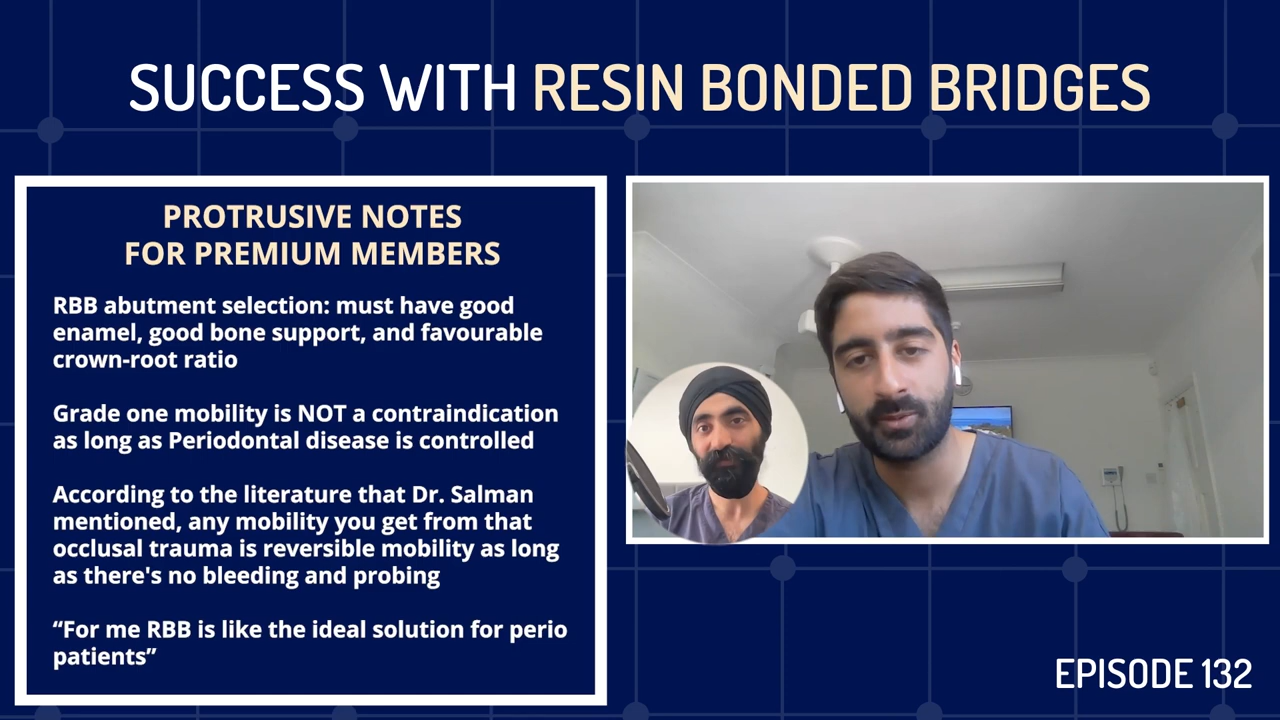 SUCCESS WITH RESIN BONDED BRIDGES
PROTRUSIVE NOTES
FOR PREMIUM MEMBERS
RBB abutment selection: must have good
enamel, good bone support, and favourable
crown-root ratio
Grade one mobility is NOT a contraindication
as long as Periodontal disease is controlled
According to the literature that Dr. Salman
mentioned, any mobility you get from that
occlusal trauma is reversible mobility as long
as there's no bleeding and probing
“For me RBB is like the ideal solution for perio
patients”
EPISODE 132